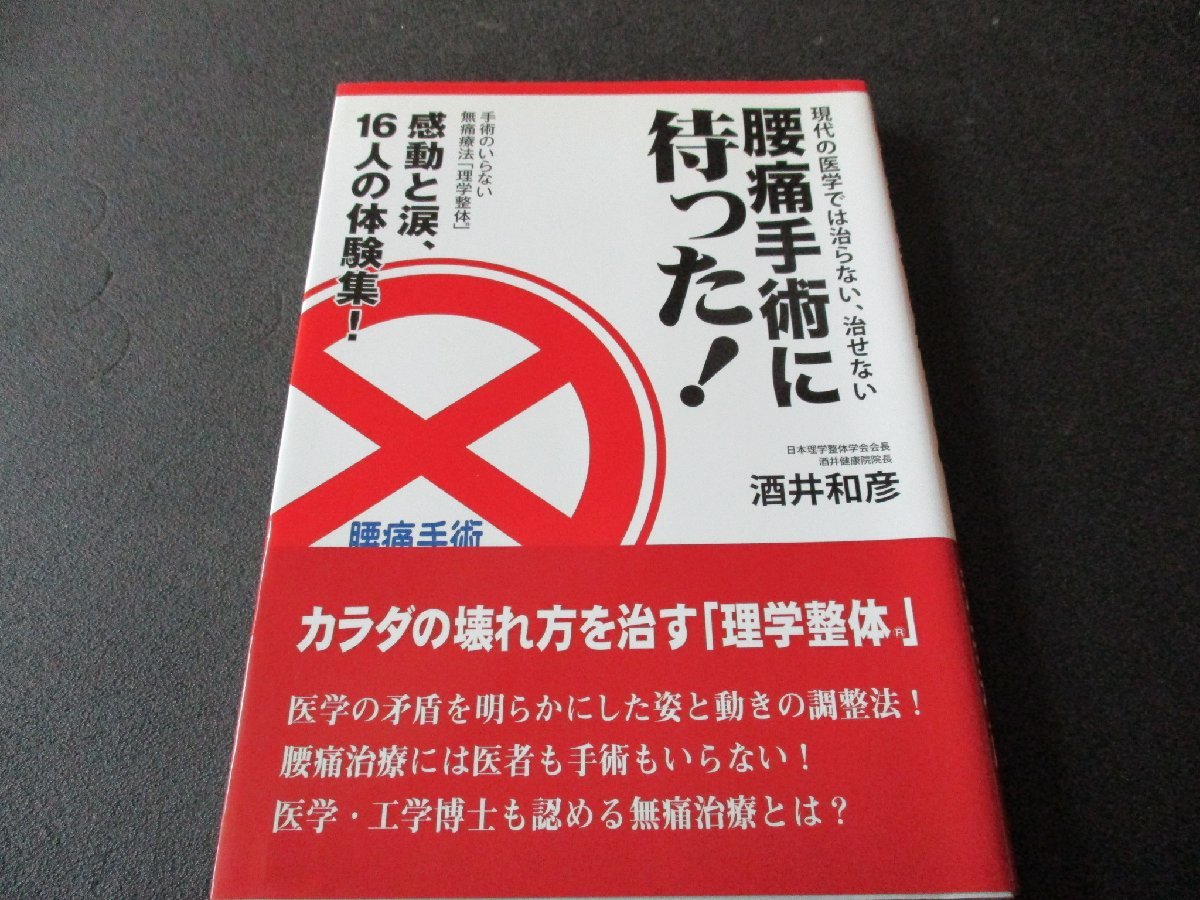 現代の医学では治らない、治せない
腰痛手術に
待った!
手術のいらない
無痛療法「理学整体®」
感動と涙、
16人の体験集!
日本理学整体学会会長
酒井健康院院長
酒井和彦
腰痛手術
カラダの壊れ方を治す「理学整体®」
医学の矛盾を明らかにした姿と動きの調整法!
腰痛治療には医者も手術もいらない!
医学・工学博士も認める無痛治療とは?